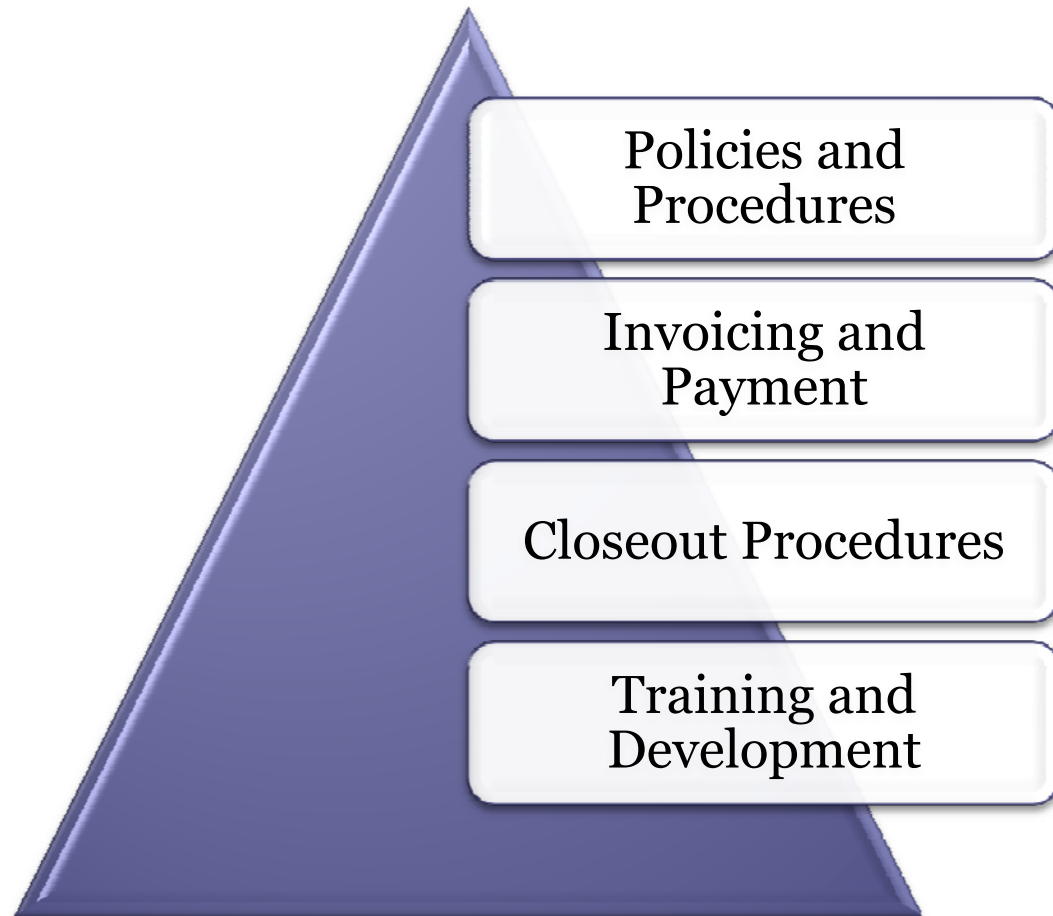 Policies and
Procedures
Invoicing and
Payment
Closeout Procedures
Training and
Development